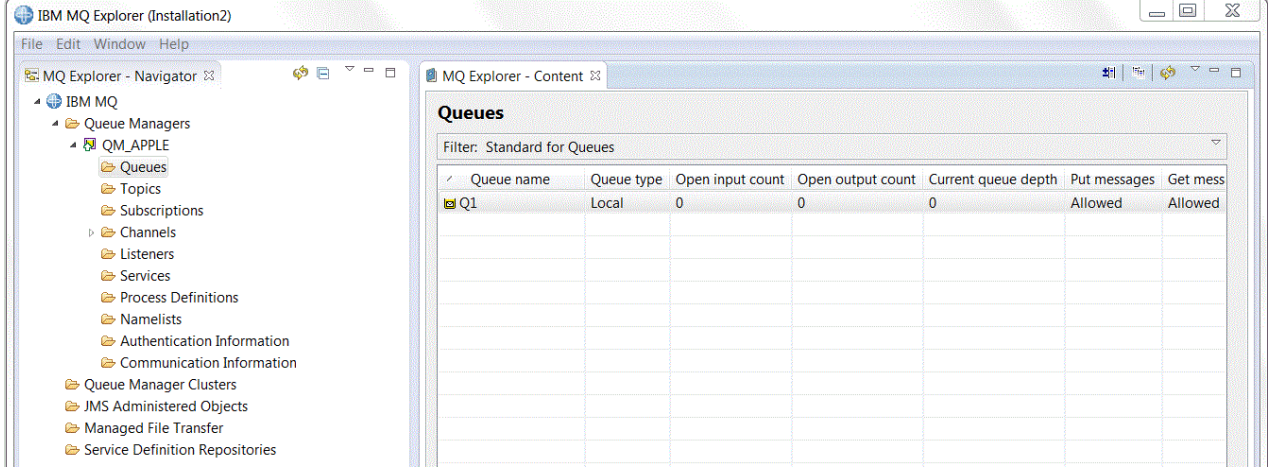 IBM MQ Explorer (Installation2)
File Edit Window Help
MQ Explorer - Navigator
IBM MQ
Queue Managers
QM_APPLE
Queues
Topics
Subscriptions
Channels
Listeners
Services
Process Definitions
Namelists
Authentication Information
Communication Information
Queue Manager Clusters
JMS Administered Objects
Managed File Transfer
Service Definition Repositories
MQ Explorer - Content
Queues
Filter: Standard for Queues
Queue name Queue type Open input count Open output count Current queue depth Put messages Get mess
Q1 Local 0 0 0 Allowed Allowed